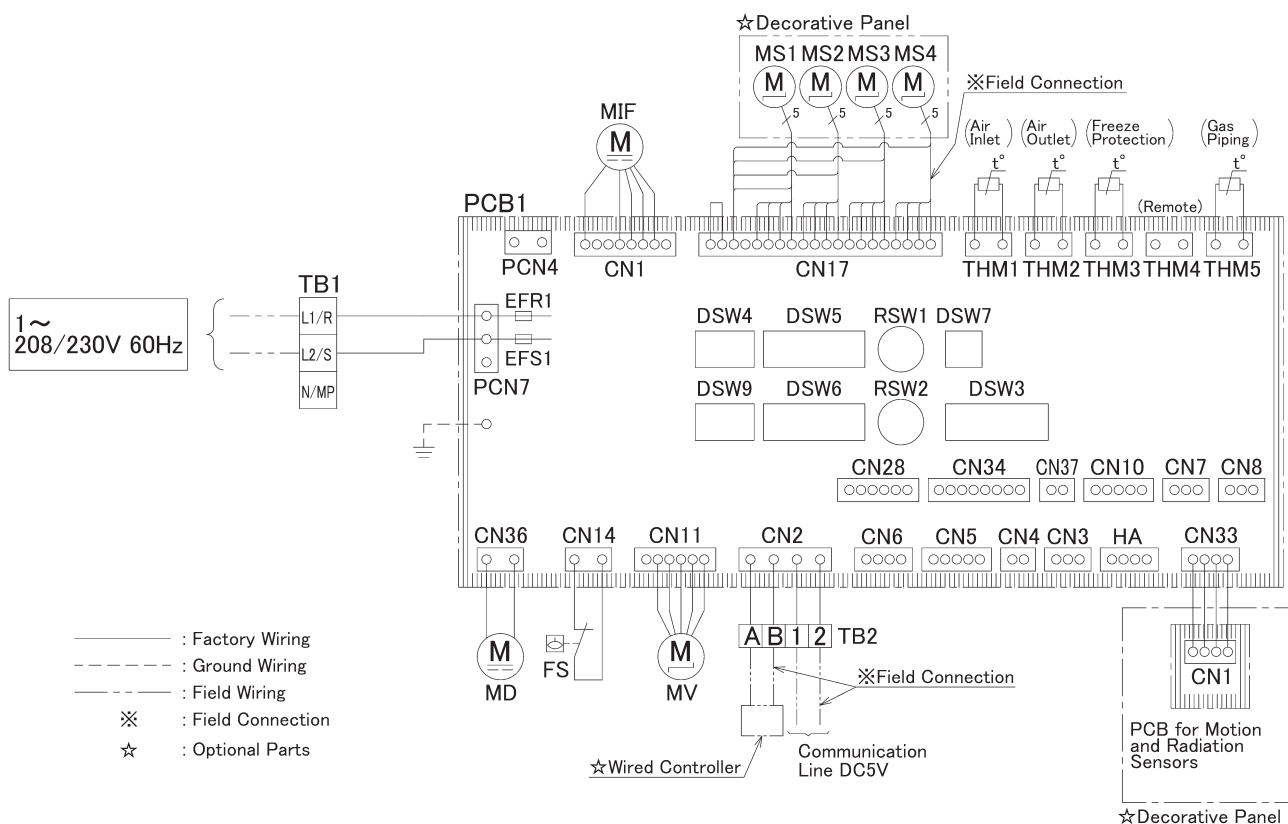 ☆Decorative Panel
MS1 MS2 MS3 MS4
M M M M
5 5 5 5
※Field Connection
MIF
M
(Air Inlet)
(Air Outlet)
(Freeze Protection)
(Gas Piping)
t° t° t° t°
(Remote)
PCB1
PCN4
CN1
CN17
THM1 THM2 THM3 THM4 THM5
TB1
1~
208/230V 60Hz
L1/R
L2/S
N/MP
EFR1
EFS1
PCN7
DSW4 DSW5 RSW1 DSW7
DSW9 DSW6 RSW2 DSW3
CN28 CN34 CN37 CN10 CN7 CN8
CN36 CN14 CN11 CN2 CN6 CN5 CN4 CN3 HA CN33
M
MD
FS
M
MV
A B 1 2 TB2
※Field Connection
☆Wired Controller
Communication
Line DC5V
CN1
PCB for Motion
and Radiation
Sensors
☆Decorative Panel
: Factory Wiring
: Ground Wiring
: Field Wiring
※ : Field Connection
☆ : Optional Parts